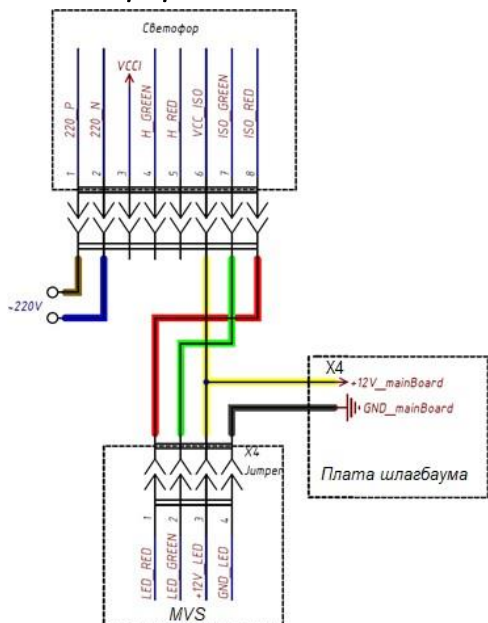 Светофор
220_P
220_N
VCCI
H_GREEN
H_RED
VCC_ISO
ISO_GREEN
ISO_RED
1
2
3
4
5
6
7
8
~220V
X4
+12V_mainBoard
GND_mainBoard
Плата шлагбаума
X4
Jumper
1
2
3
4
LED_RED
LED_GREEN
+12V_LED
GND_LED
MVS